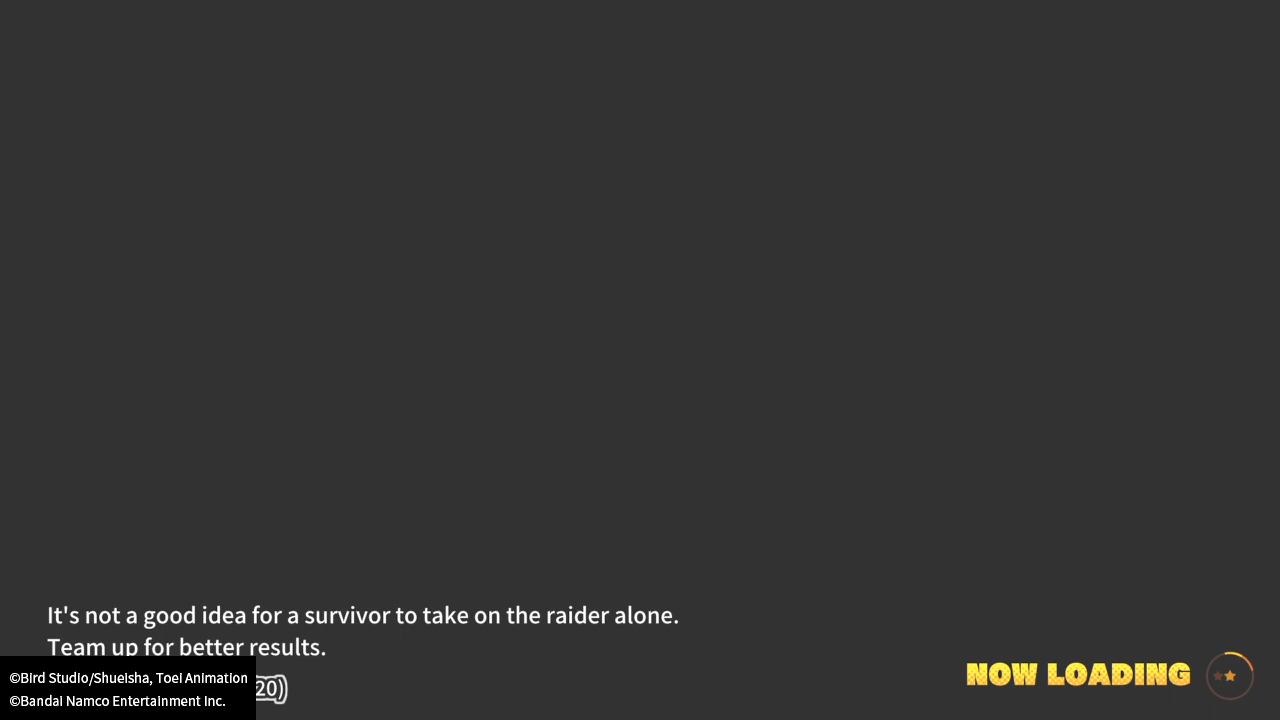 It's not a good idea for a survivor to take on the raider alone.
Team up for better results.
20)
©Bird Studio/Shueisha, Toei Animation
©Bandai Namco Entertainment Inc.
NOW LOADING